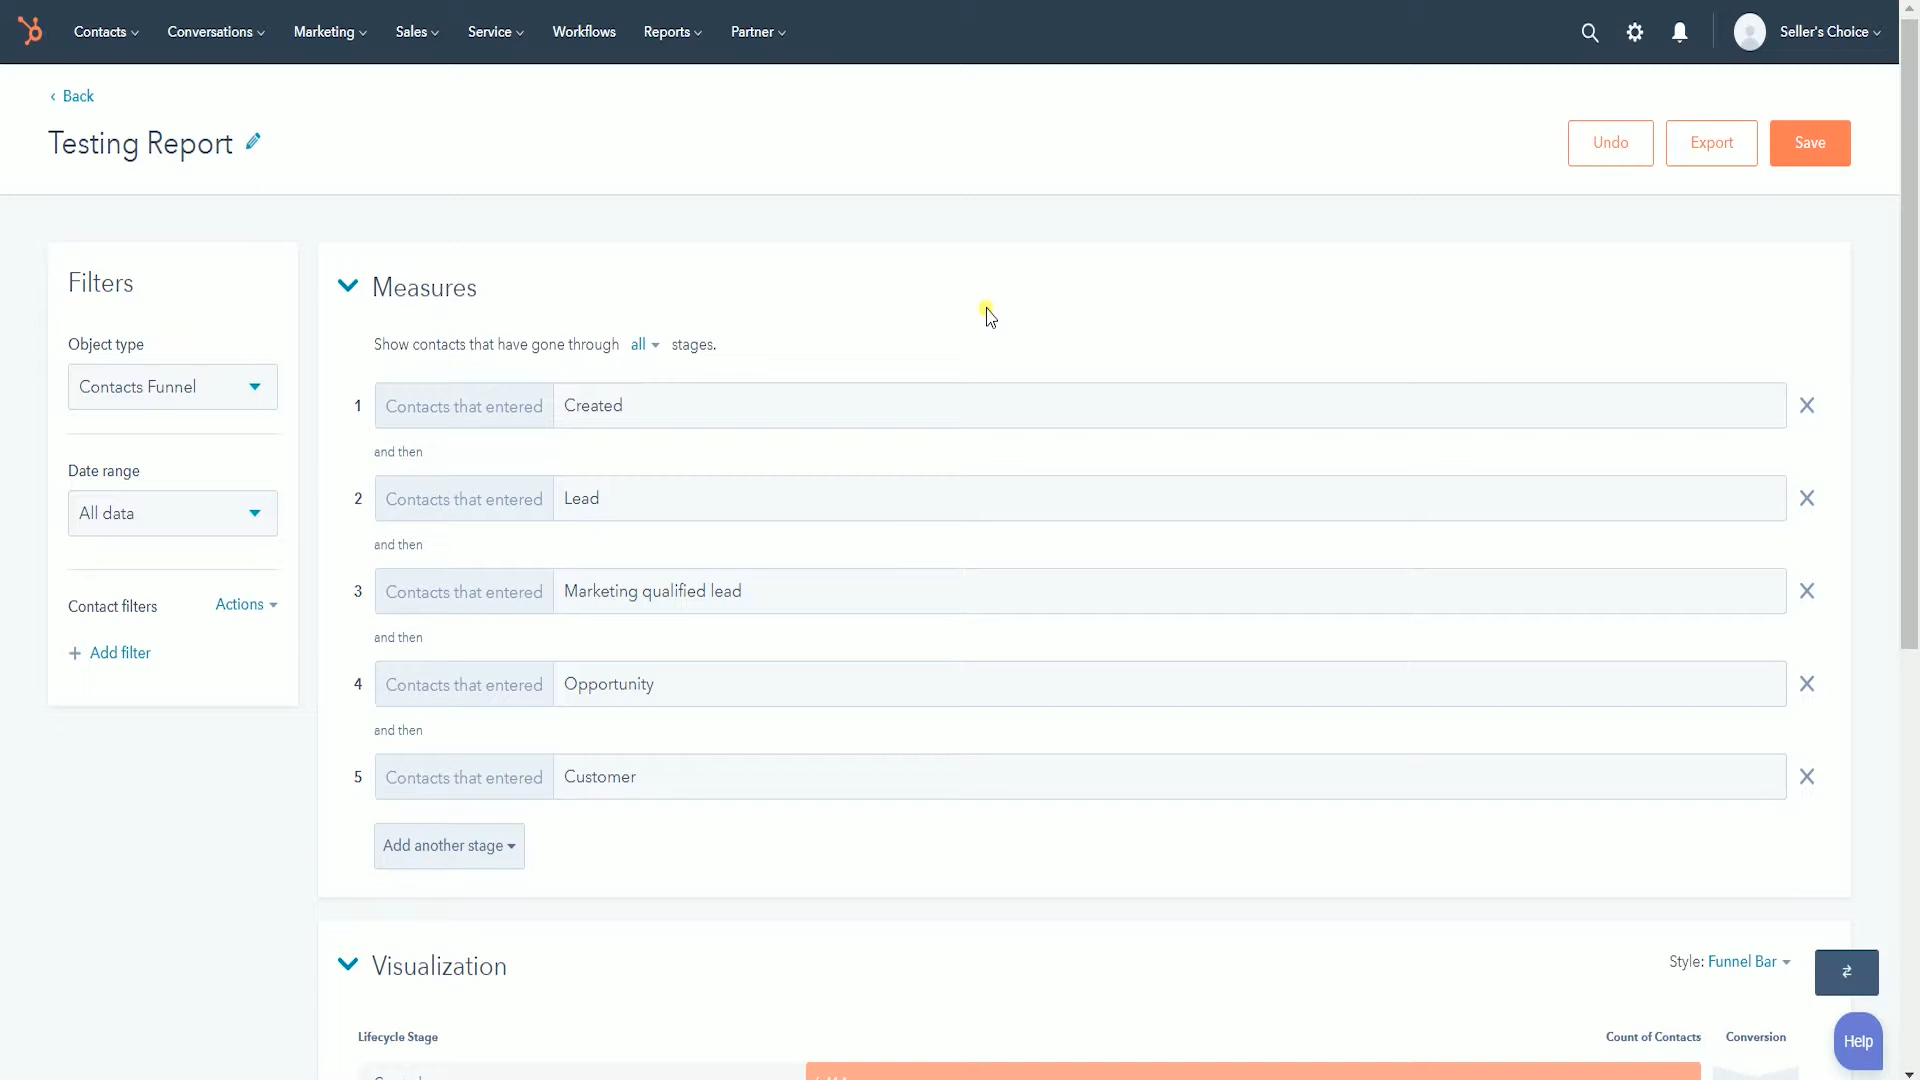 Contacts Conversations Marketing Sales Service Workflows Reports Partner Seller's Choice
‹ Back
Testing Report
Undo Export Save
Filters
Object type
Contacts Funnel
Date range
All data
Contact filters Actions
+ Add filter
Measures
Show contacts that have gone through all stages.
1 Contacts that entered Created
and then
2 Contacts that entered Lead
and then
3 Contacts that entered Marketing qualified lead
and then
4 Contacts that entered Opportunity
and then
5 Contacts that entered Customer
Add another stage
Visualization
Style: Funnel Bar
Lifecycle Stage Count of Contacts Conversion
Help